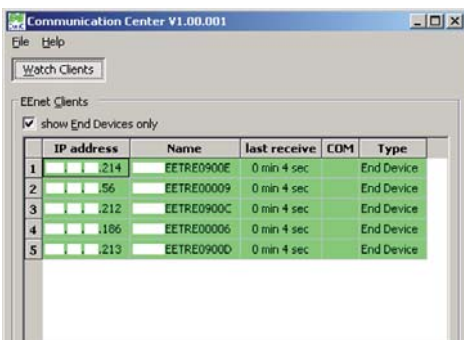 Communication Center V1.00.001
File Help
Watch Clients
EEnet Clients
show End Devices only
IP address Name last receive COM Type
1 .214 EETRE0900E 0 min 4 sec End Device
2 .56 EETRE00009 0 min 4 sec End Device
3 .212 EETRE0900C 0 min 4 sec End Device
4 .186 EETRE00006 0 min 4 sec End Device
5 .213 EETRE0900D 0 min 4 sec End Device